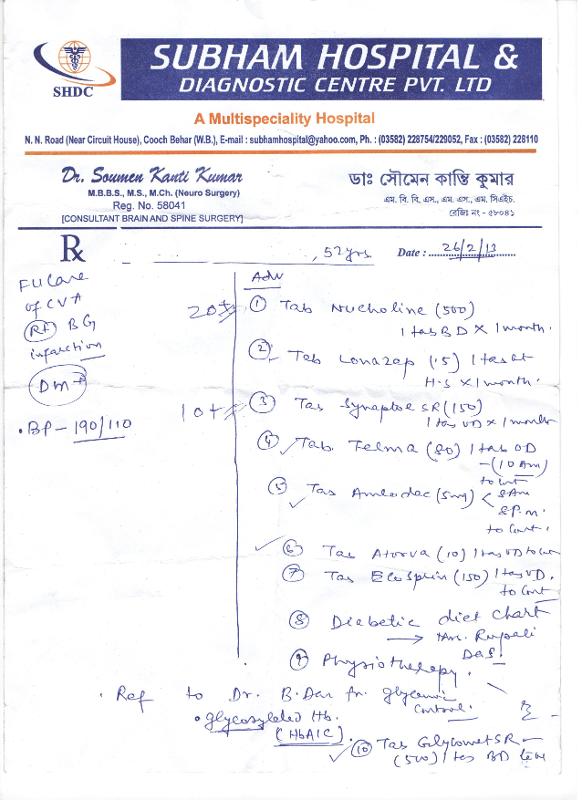 SHDC
SUBHAM HOSPITAL &
DIAGNOSTIC CENTRE PVT. LTD
A Multispeciality Hospital
N. N. Road (Near Circuit House), Cooch Behar (W.B.), E-mail : subhamhospital@yahoo.com, Ph. : (03582) 228754/229052, Fax : (03582) 228110
Dr. Soumen Kanti Kumar
M.B.B.S., M.S., M.Ch. (Neuro Surgery)
Reg. No. 58041
[CONSULTANT BRAIN AND SPINE SURGERY]
ডাঃ সৌমেন কান্তি কুমার
এম. বি. বি. এস., এম. এস., এম. সিএইচ.
রেজিঃ নং - ৫৮০৪১
Rx , 52 yrs Date : 26/2/13
F U Case
of CVA
Rt BG
infarction
DM
• BP - 190/110
Adv
20 ① Tab Nucholine (500)
1 tab BD X 1 month.
② Tab Lonazep (.5) 1 tab at
H.S X 1 month.
10 ③ Tab Synaptol SR (150)
1 tab OD X 1 month
④ Tab. Telma (80) 1 tab OD
- (10 Am)
to cont
⑤ Tab Amlodac (5mg) < 8 Am
8 P.m.
to cont.
⑥ Tab Atorva (10) 1 tab OD to cont
⑦ Tab Ecosprin (150) 1 tab OD.
to cont
⑧ Diabetic diet chart
→ Rupali
Das.
⑨ Physiotherapy.
• Ref to Dr. B. Das for glycemic
control.
• glycosylated Hb.
(HbA1C)
⑩ Tab Glycomet SR -
(500) 1 tab BD